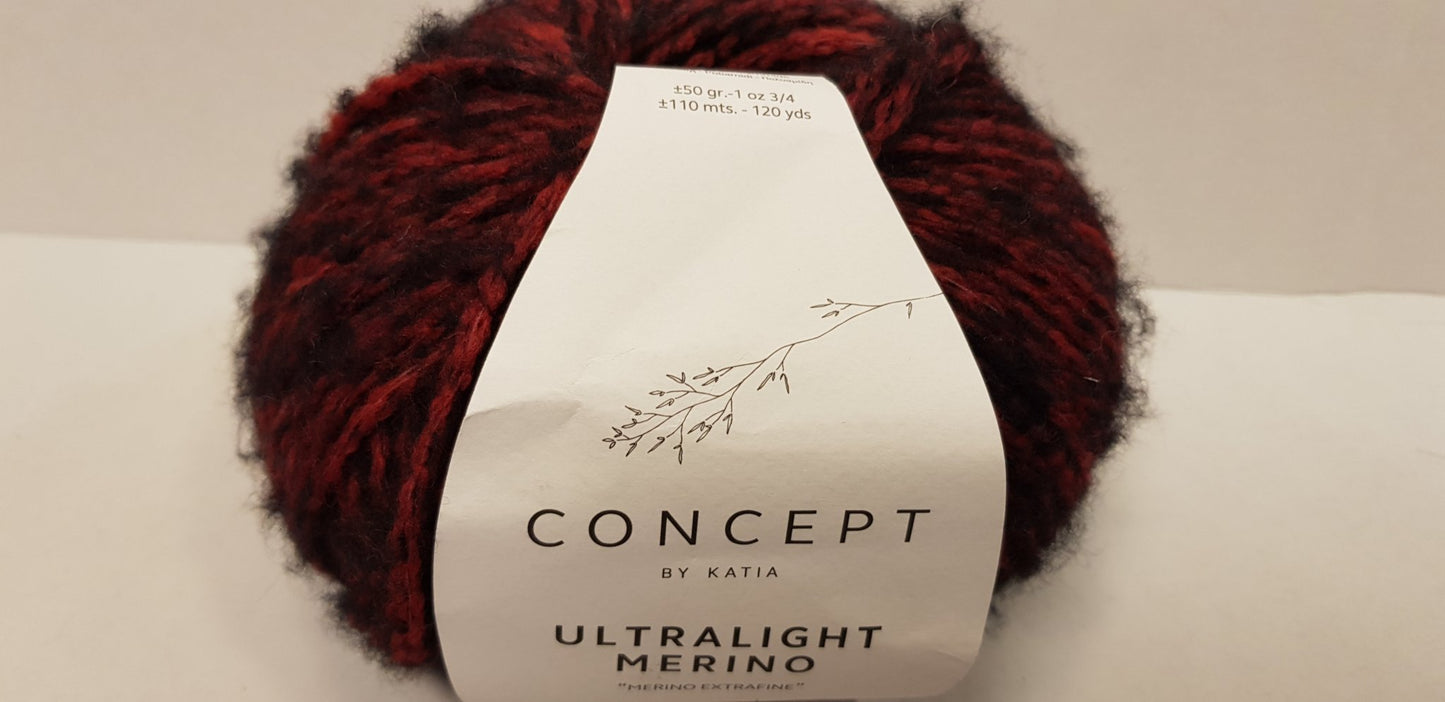 ±50 gr.-1 oz 3/4
±110 mts. - 120 yds
CONCEPT
BY KATIA
ULTRALIGHT
MERINO
"MERINO EXTRAFINE"